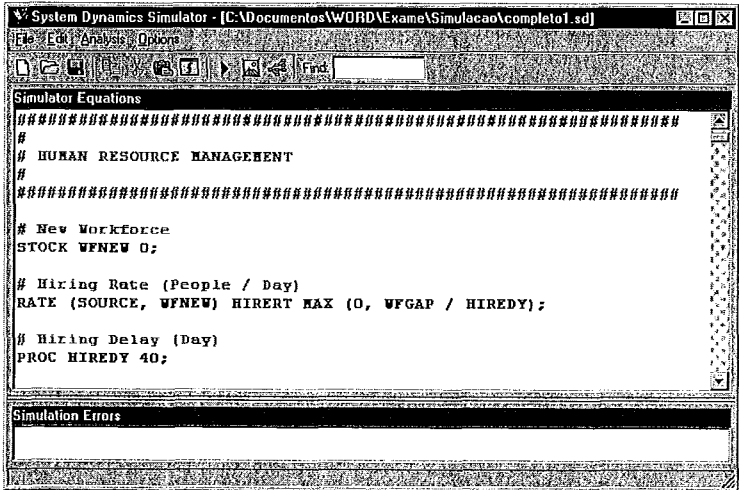 System Dynamics Simulator - [C:\Documentos\WORD\Exame\Simulacao\completo1.sd]
File Edit Analysis Options
Find:
Simulator Equations
#################################################################
#
# HUMAN RESOURCE MANAGEMENT
#
#################################################################
# New Workforce
STOCK WFNEW 0;
# Hiring Rate (People / Day)
RATE (SOURCE, WFNEW) HIRERT MAX (0, WFGAP / HIREDY);
# Hiring Delay (Day)
PROC HIREDY 40;
Simulation Errors